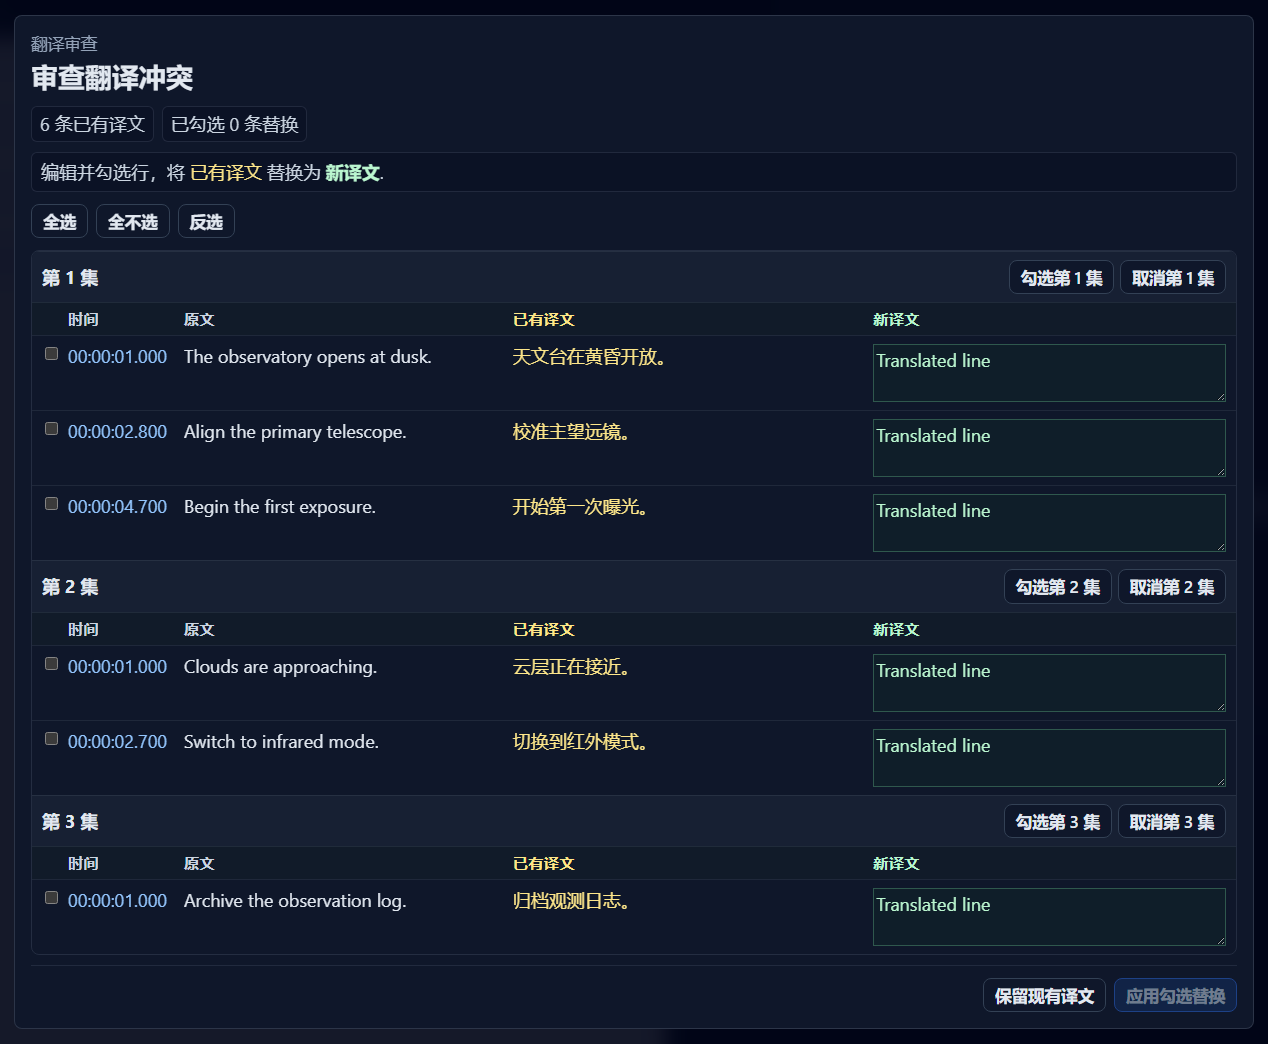 翻译审查
审查翻译冲突
6 条已有译文 已勾选 0 条替换
编辑并勾选行，将 已有译文 替换为 新译文.
全选 全不选 反选
第 1 集 勾选第 1 集 取消第 1 集
时间 原文 已有译文 新译文
00:00:01.000 The observatory opens at dusk. 天文台在黄昏开放。 Translated line
00:00:02.800 Align the primary telescope. 校准主望远镜。 Translated line
00:00:04.700 Begin the first exposure. 开始第一次曝光。 Translated line
第 2 集 勾选第 2 集 取消第 2 集
时间 原文 已有译文 新译文
00:00:01.000 Clouds are approaching. 云层正在接近。 Translated line
00:00:02.700 Switch to infrared mode. 切换到红外模式。 Translated line
第 3 集 勾选第 3 集 取消第 3 集
时间 原文 已有译文 新译文
00:00:01.000 Archive the observation log. 归档观测日志。 Translated line
保留现有译文 应用勾选替换